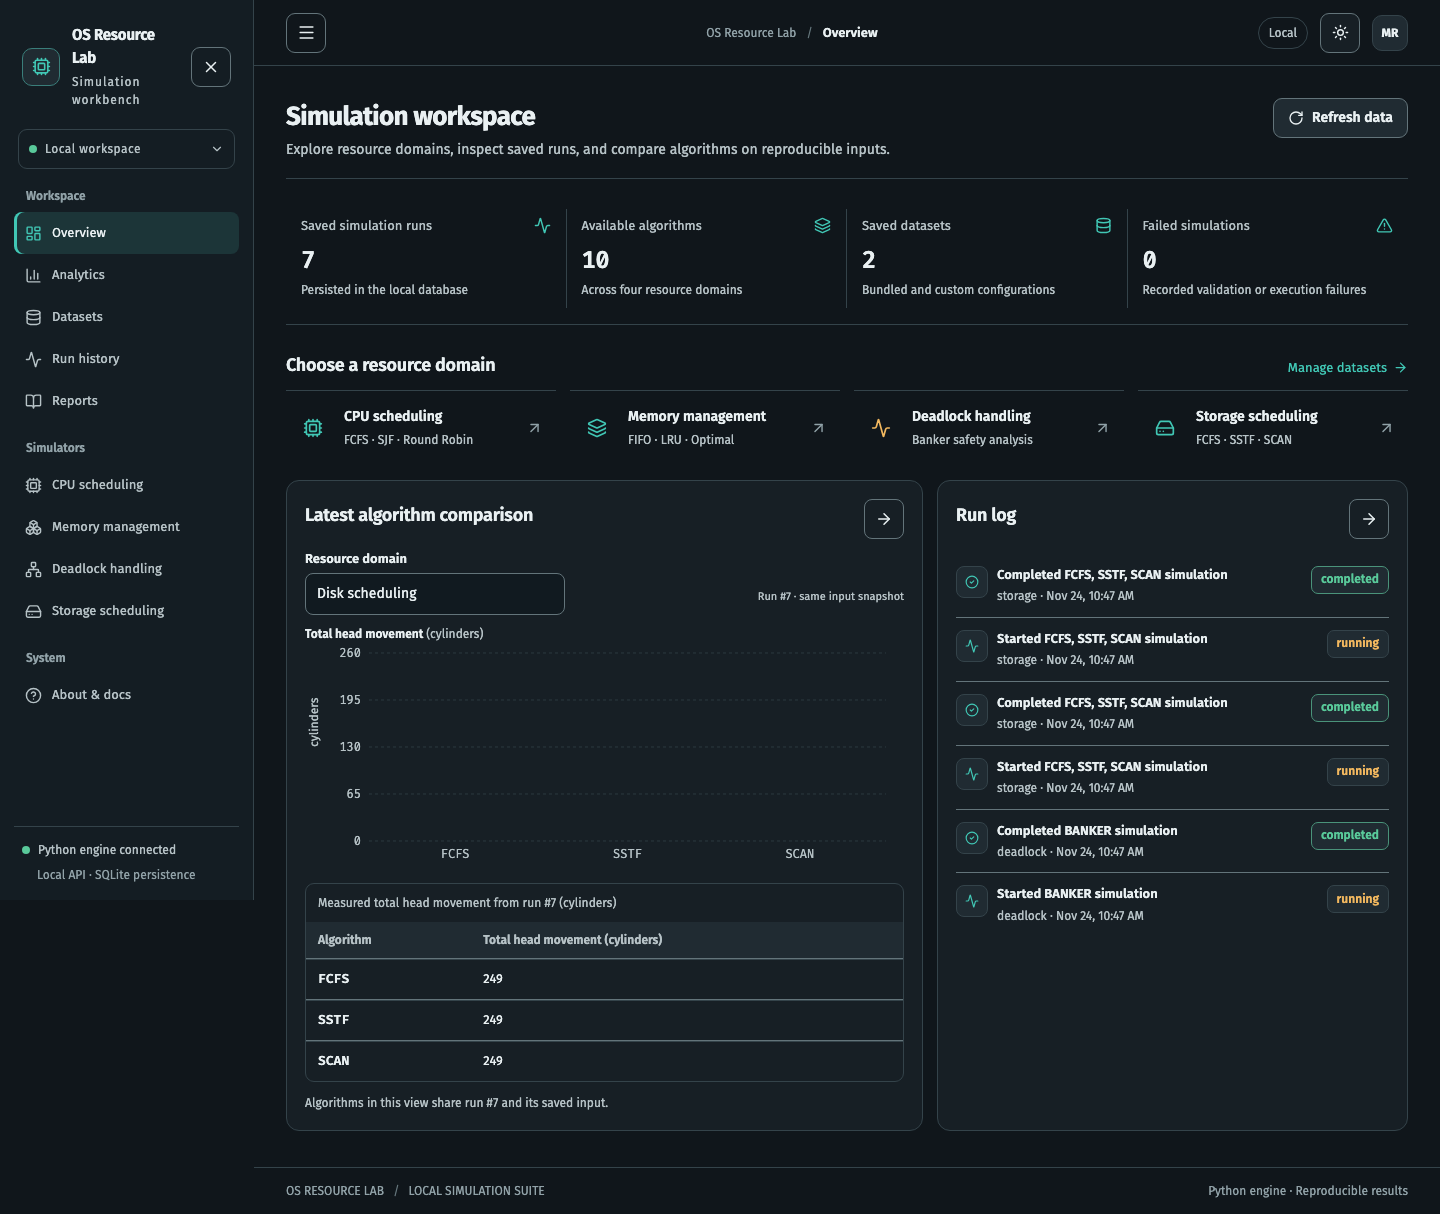 OS Resource
Lab
Simulation
workbench
Local workspace
Workspace
Overview
Analytics
Datasets
Run history
Reports
Simulators
CPU scheduling
Memory management
Deadlock handling
Storage scheduling
System
About & docs
Python engine connected
Local API · SQLite persistence
OS Resource Lab / Overview
Local
MR
Simulation workspace
Explore resource domains, inspect saved runs, and compare algorithms on reproducible inputs.
Refresh data
Saved simulation runs
7
Persisted in the local database
Available algorithms
10
Across four resource domains
Saved datasets
2
Bundled and custom configurations
Failed simulations
0
Recorded validation or execution failures
Choose a resource domain
Manage datasets
CPU scheduling
FCFS · SJF · Round Robin
Memory management
FIFO · LRU · Optimal
Deadlock handling
Banker safety analysis
Storage scheduling
FCFS · SSTF · SCAN
Latest algorithm comparison
Resource domain
Disk scheduling
Run #7 · same input snapshot
Total head movement (cylinders)
cylinders
260
195
130
65
0
FCFS SSTF SCAN
Measured total head movement from run #7 (cylinders)
Algorithm Total head movement (cylinders)
FCFS 249
SSTF 249
SCAN 249
Algorithms in this view share run #7 and its saved input.
Run log
Completed FCFS, SSTF, SCAN simulation
storage · Nov 24, 10:47 AM
completed
Started FCFS, SSTF, SCAN simulation
storage · Nov 24, 10:47 AM
running
Completed FCFS, SSTF, SCAN simulation
storage · Nov 24, 10:47 AM
completed
Started FCFS, SSTF, SCAN simulation
storage · Nov 24, 10:47 AM
running
Completed BANKER simulation
deadlock · Nov 24, 10:47 AM
completed
Started BANKER simulation
deadlock · Nov 24, 10:47 AM
running
OS RESOURCE LAB / LOCAL SIMULATION SUITE
Python engine · Reproducible results